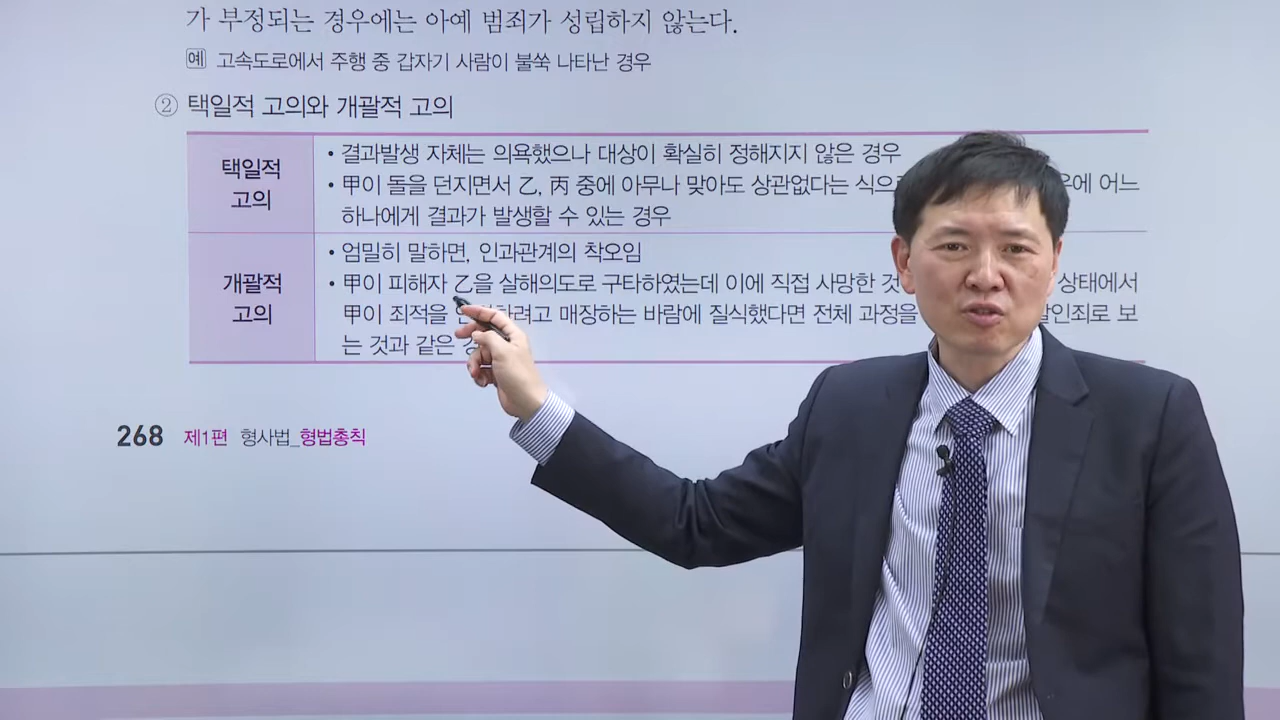 가 부정되는 경우에는 아예 범죄가 성립하지 않는다.
예 고속도로에서 주행 중 갑자기 사람이 불쑥 나타난 경우
② 택일적 고의와 개괄적 고의
택일적 고의
• 결과발생 자체는 의욕했으나 대상이 확실히 정해지지 않은 경우
• 甲이 돌을 던지면서 乙, 丙 중에 아무나 맞아도 상관없다는 식으 에 어느
하나에게 결과가 발생할 수 있는 경우
개괄적 고의
• 엄밀히 말하면, 인과관계의 착오임
• 甲이 피해자 乙을 살해의도로 구타하였는데 이에 직접 사망한 것 상태에서
甲이 죄적을 려고 매장하는 바람에 질식했다면 전체 과정을 살인죄로 보
는 것과 같은
268 제1편 형사법_형법총칙